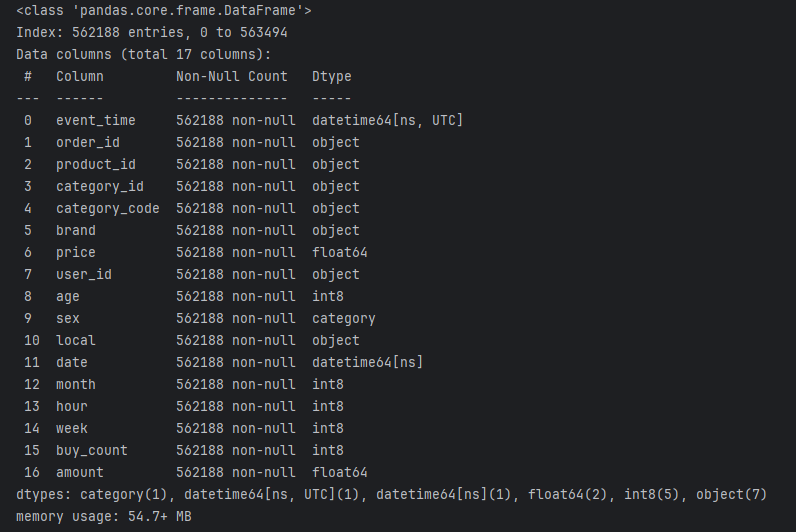 <class 'pandas.core.frame.DataFrame'>
Index: 562188 entries, 0 to 563494
Data columns (total 17 columns):
 #   Column         Non-Null Count   Dtype
---  ------         --------------   -----
 0   event_time     562188 non-null  datetime64[ns, UTC]
 1   order_id       562188 non-null  object
 2   product_id     562188 non-null  object
 3   category_id    562188 non-null  object
 4   category_code  562188 non-null  object
 5   brand          562188 non-null  object
 6   price          562188 non-null  float64
 7   user_id        562188 non-null  object
 8   age            562188 non-null  int8
 9   sex            562188 non-null  category
 10  local          562188 non-null  object
 11  date           562188 non-null  datetime64[ns]
 12  month          562188 non-null  int8
 13  hour           562188 non-null  int8
 14  week           562188 non-null  int8
 15  buy_count      562188 non-null  int8
 16  amount         562188 non-null  float64
dtypes: category(1), datetime64[ns, UTC](1), datetime64[ns](1), float64(2), int8(5), object(7)
memory usage: 54.7+ MB